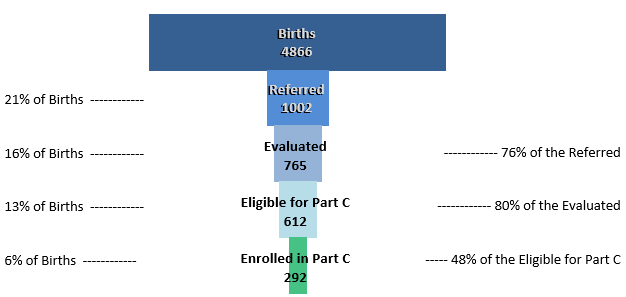 Births
4866
Referred
1002
21% of Births ------------
Evaluated
765
16% of Births ------------
------------ 76% of the Referred
Eligible for Part C
612
13% of Births ------------
------------ 80% of the Evaluated
Enrolled in Part C
292
6% of Births ------------
----- 48% of the Eligible for Part C